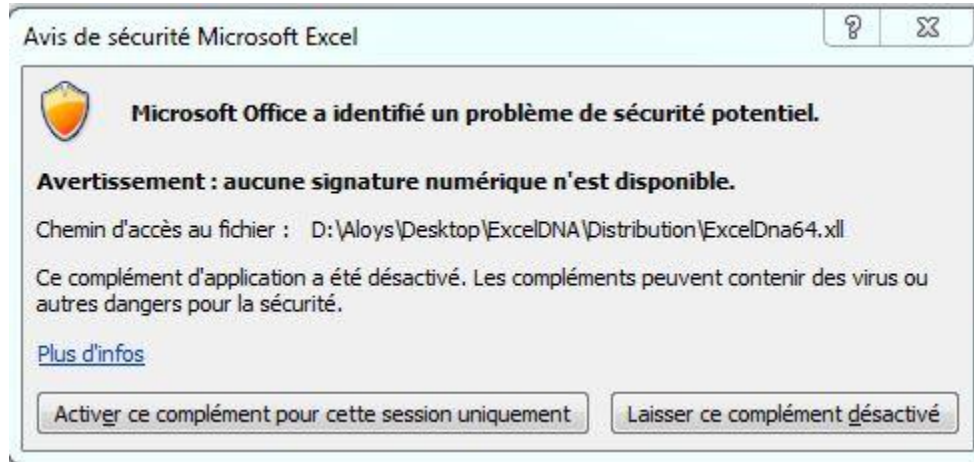 Avis de sécurité Microsoft Excel
Microsoft Office a identifié un problème de sécurité potentiel.
Avertissement : aucune signature numérique n'est disponible.
Chemin d'accès au fichier : D:\Aloys\Desktop\ExcelDNA\Distribution\ExcelDna64.xll
Ce complément d'application a été désactivé. Les compléments peuvent contenir des virus ou
autres dangers pour la sécurité.
Plus d'infos
Activer ce complément pour cette session uniquement
Laisser ce complément désactivé